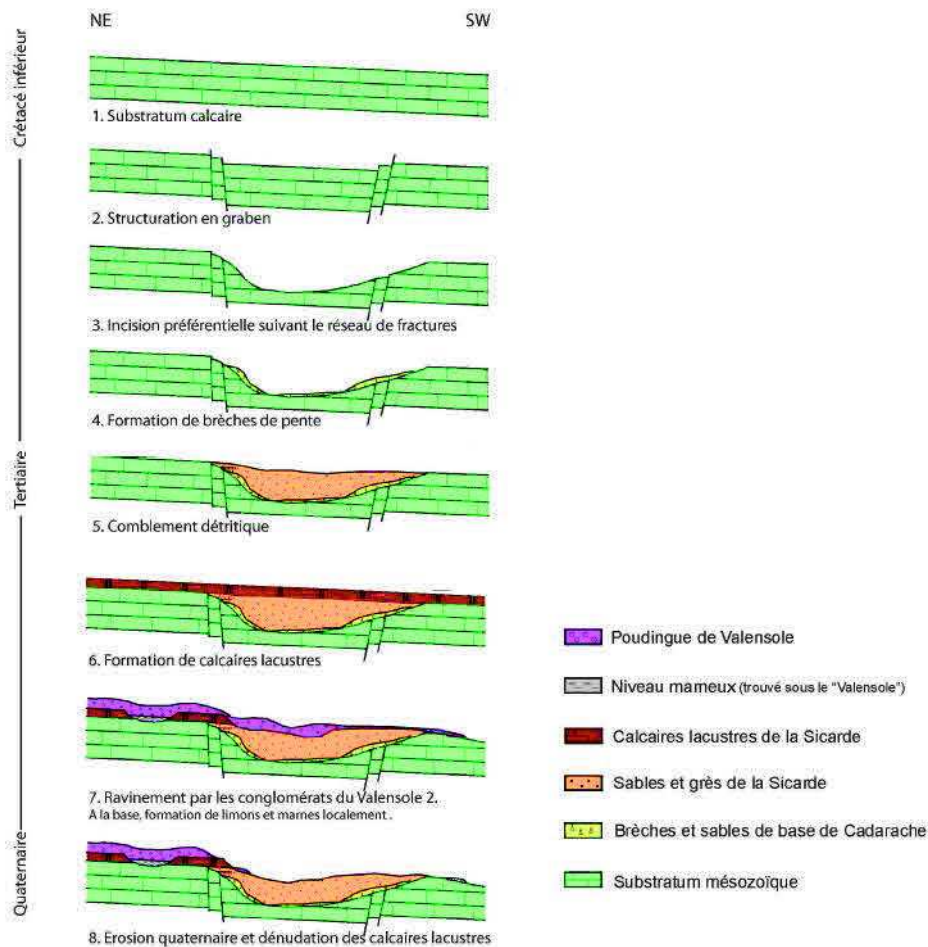 NE
SW
Crétacé inférieur
1. Substratum calcaire
2. Structuration en graben
3. Incision préférentielle suivant le réseau de fractures
4. Formation de brèches de pente
Tertiaire
5. Comblement détritique
6. Formation de calcaires lacustres
7. Ravinement par les conglomérats du Valensole 2.
A la base, formation de limons et marnes localement .
Quaternaire
8. Erosion quaternaire et dénudation des calcaires lacustres
Poudingue de Valensole
Niveau marneux (trouvé sous le "Valensole")
Calcaires lacustres de la Sicarde
Sables et grès de la Sicarde
Brèches et sables de base de Cadarache
Substratum mésozoïque